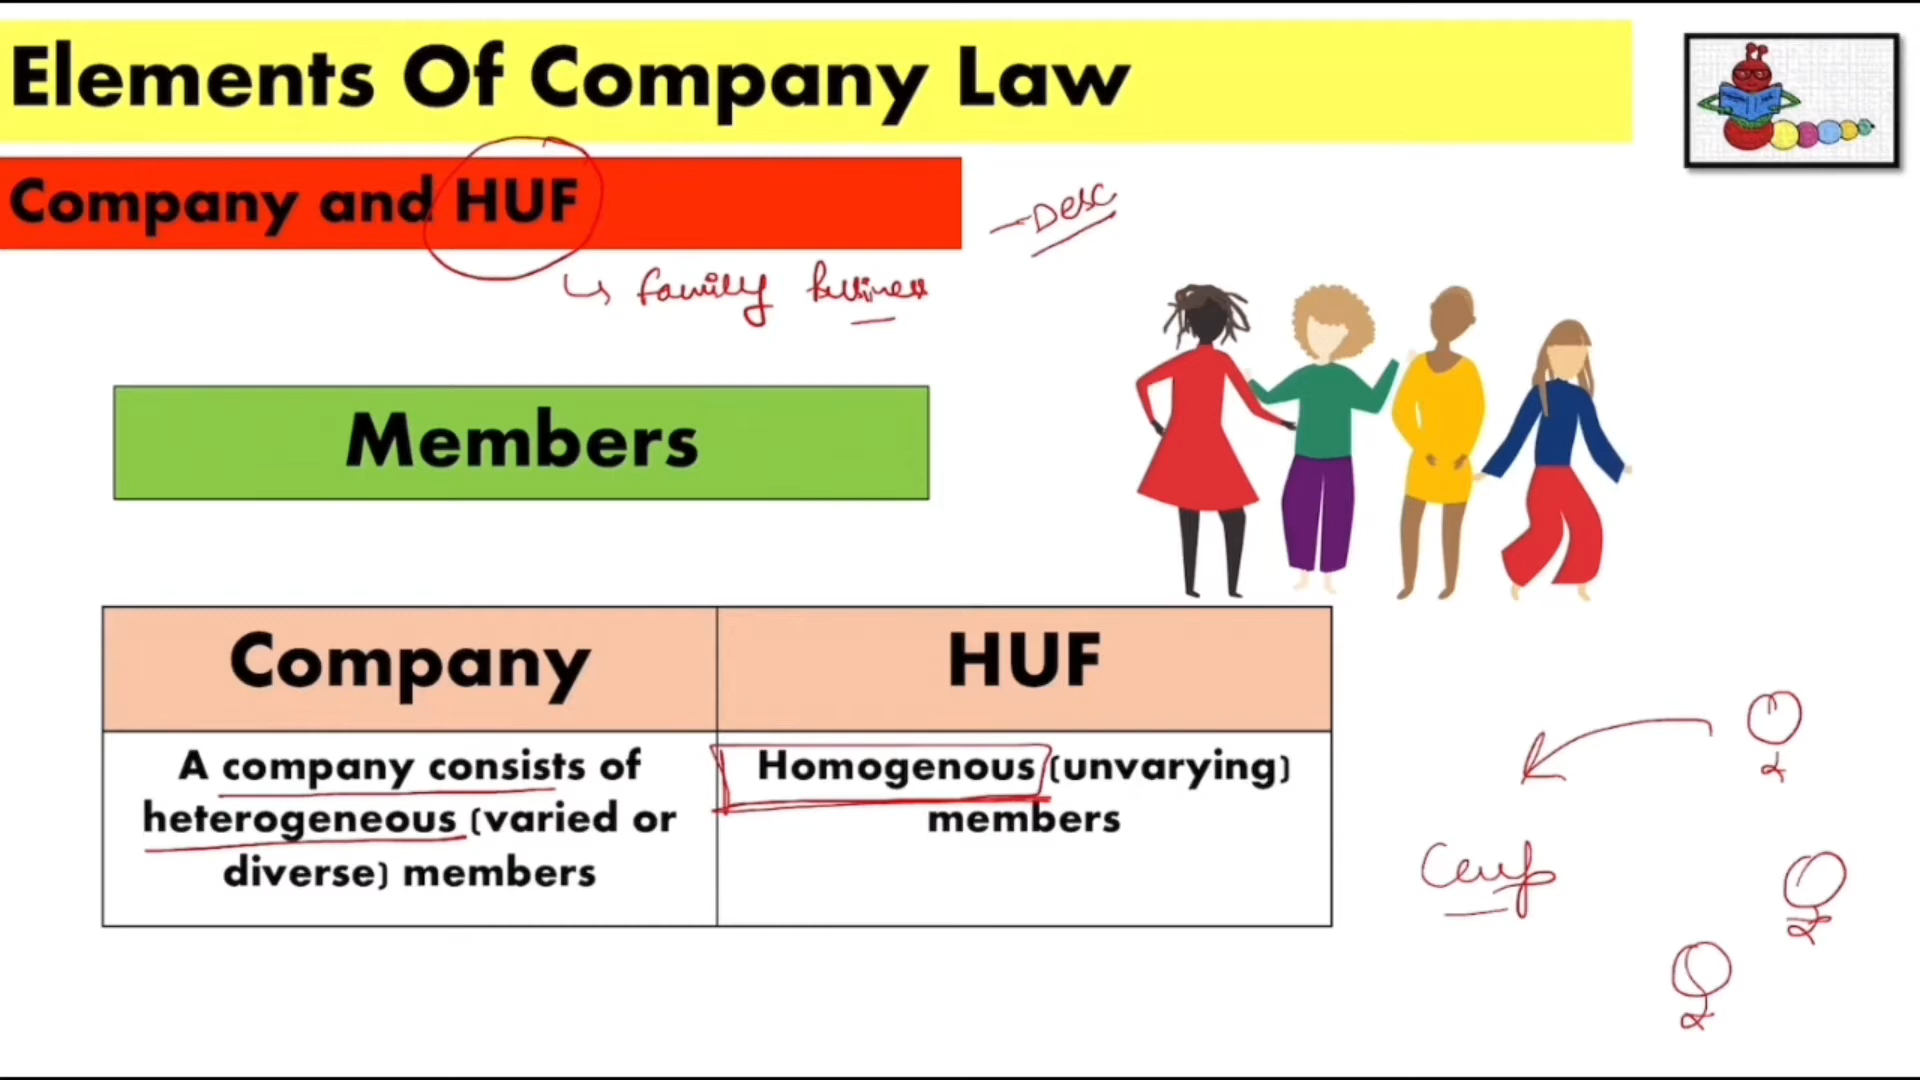 Elements Of Company Law
Company and HUF
- Desc
↳ family business
Members
Company
HUF
A company consists of
heterogeneous (varied or
diverse) members
Homogenous (unvarying)
members